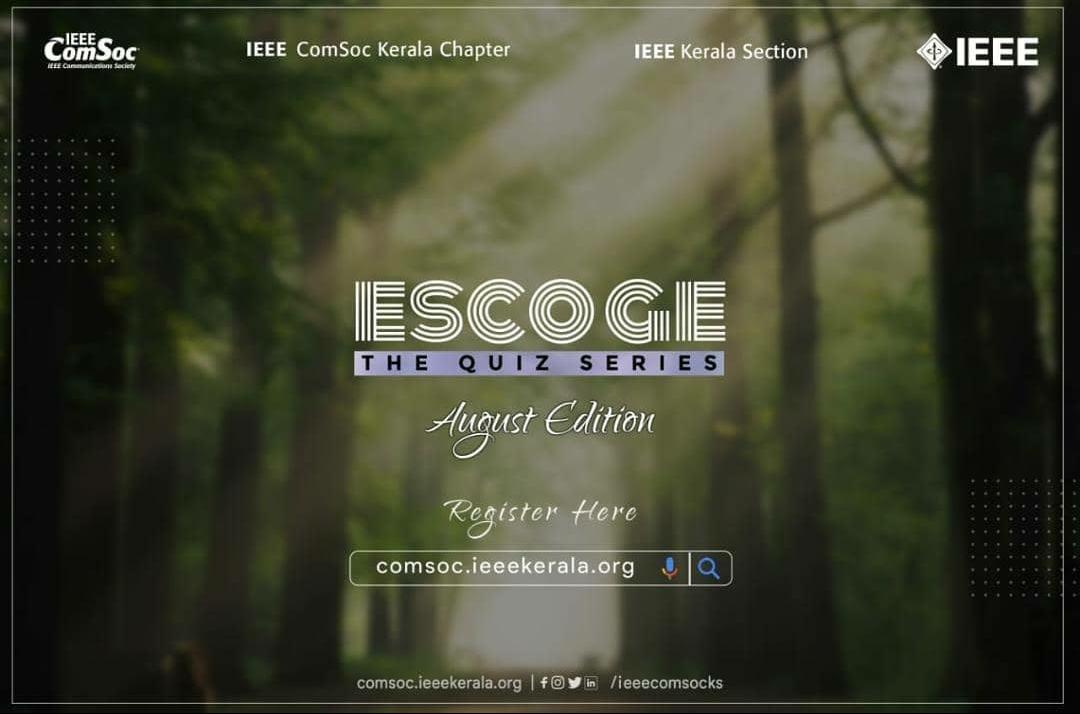 IEEE
ComSoc
IEEE Communications Society
IEEE ComSoc Kerala Chapter
IEEE Kerala Section
IEEE
ESCOGE
THE QUIZ SERIES
August Edition
Register Here
comsoc.ieeekerala.org
comsoc.ieeekerala.org | /ieeecomsocks